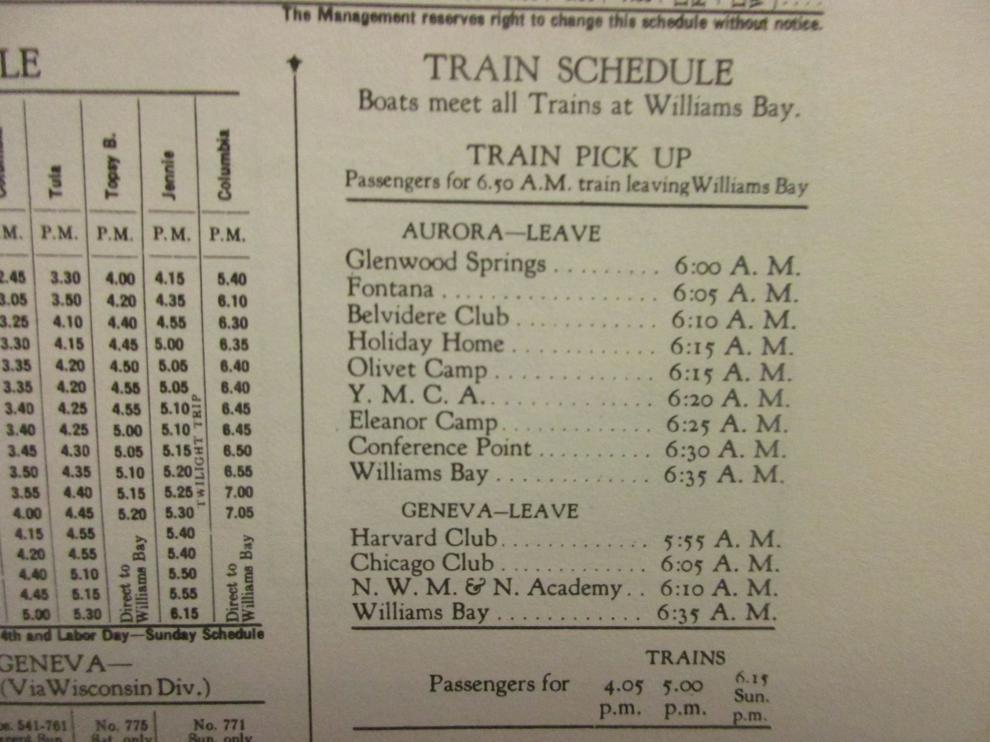 The Management reserves right to change this schedule without notice.
LE
Tula Topsy B. Jennie Columbia
M. P.M. P.M. P.M. P.M.
2.45 3.30 4.00 4.15 5.40
3.05 3.50 4.20 4.35 6.10
3.25 4.10 4.40 4.55 6.30
3.30 4.15 4.45 5.00 6.35
3.35 4.20 4.50 5.05 6.40
3.35 4.20 4.55 5.05 6.40
3.40 4.25 4.55 5.10 6.45
3.40 4.25 5.00 5.10 6.45
3.45 4.30 5.05 5.15 6.50
3.50 4.35 5.10 5.20 6.55
3.55 4.40 5.15 5.25 7.00
4.00 4.45 5.20 5.30 7.05
TWILIGHT TRIP
4.15 4.55 5.40
4.20 4.55 5.40
4.40 5.10 5.50
4.45 5.15 5.55
5.00 5.30 6.15
Direct to
Williams Bay
Direct to
Williams Bay
4th and Labor Day—Sunday Schedule
GENEVA—
(Via Wisconsin Div.)
541-761 No. 775 No. 771
Sun. Sat. only Sun. only
TRAIN SCHEDULE
Boats meet all Trains at Williams Bay.
TRAIN PICK UP
Passengers for 6.50 A.M. train leaving Williams Bay
AURORA—LEAVE
Glenwood Springs . . . . . . . . 6:00 A. M.
Fontana . . . . . . . . . . . . . . . . . 6:05 A. M.
Belvidere Club . . . . . . . . . . . 6:10 A. M.
Holiday Home . . . . . . . . . . . 6:15 A. M.
Olivet Camp . . . . . . . . . . . . . 6:15 A. M.
Y. M. C. A. . . . . . . . . . . . . . . 6:20 A. M.
Eleanor Camp . . . . . . . . . . . . 6:25 A. M.
Conference Point . . . . . . . . . 6:30 A. M.
Williams Bay . . . . . . . . . . . . 6:35 A. M.
GENEVA—LEAVE
Harvard Club . . . . . . . . . . . . 5:55 A. M.
Chicago Club . . . . . . . . . . . . 6:05 A. M.
N. W. M. & N. Academy . . 6:10 A. M.
Williams Bay . . . . . . . . . . . . 6:35 A. M.
TRAINS
Passengers for 4.05 5.00 6.15
Sun.
p.m. p.m. p.m.